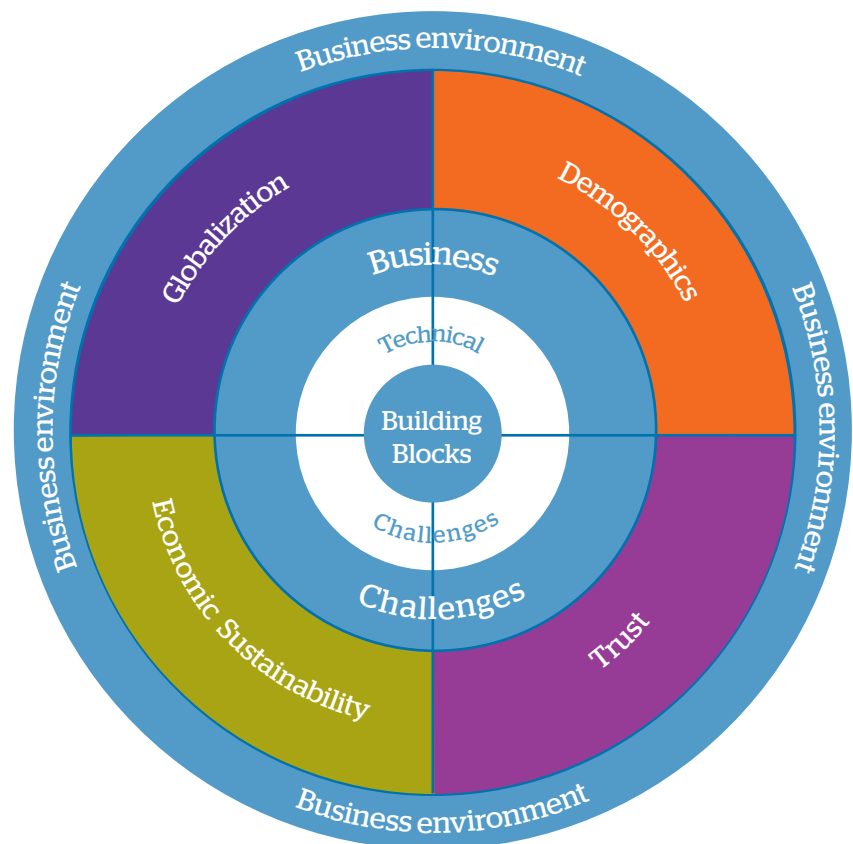 Business environment
Globalization
Demographics
Business
Technical
Business environment
Building
Blocks
Business environment
Challenges
Challenges
Economic Sustainability
Trust
Business environment